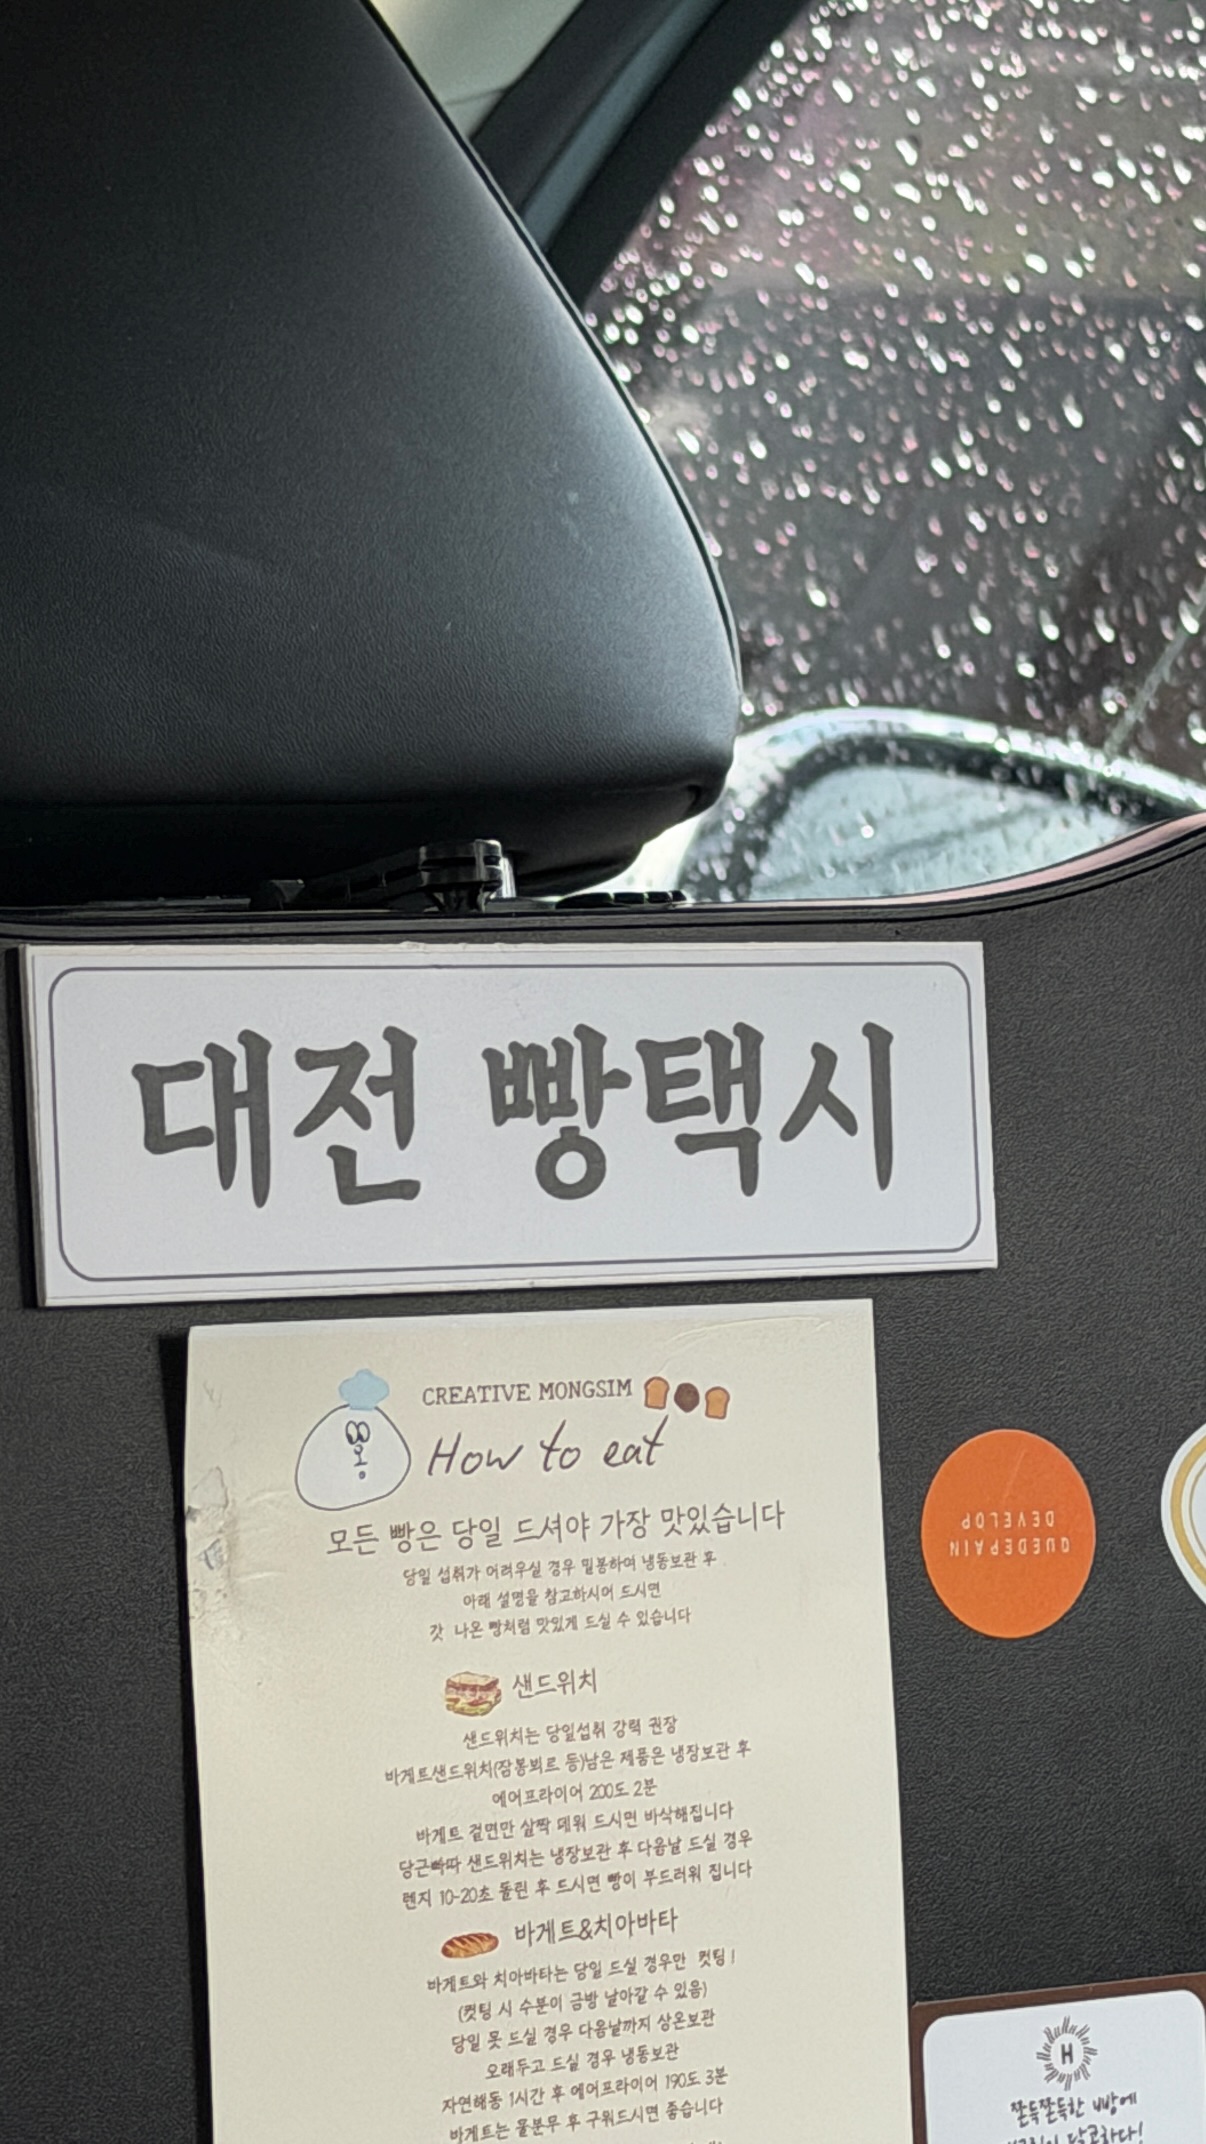 대전 빵택시
CREATIVE MONGSIM
How to eat
몽
모든 빵은 당일 드셔야 가장 맛있습니다
당일 섭취가 어려우실 경우 밀봉하여 냉동보관 후
아래 설명을 참고하시어 드시면
갓 나온 빵처럼 맛있게 드실 수 있습니다
샌드위치
샌드위치는 당일섭취 강력 권장
바게트샌드위치(잠봉뵈르 등)남은 제품은 냉장보관 후
에어프라이어 200도 2분
바게트 겉면만 살짝 데워 드시면 바삭해집니다
당근빠따 샌드위치는 냉장보관 후 다음날 드실 경우
렌지 10-20초 돌린 후 드시면 빵이 부드러워 집니다
바게트&치아바타
바게트와 치아바타는 당일 드실 경우만 컷팅!
(컷팅 시 수분이 금방 날아갈 수 있음)
당일 못 드실 경우 다음날까지 상온보관
오래두고 드실 경우 냉동보관
자연해동 1시간 후 에어프라이어 190도 3분
바게트는 물분무 후 구워드시면 좋습니다
QUEDEPAIN
DEVELOP
H
쫀득쫀득한 빵에
달콤하다!